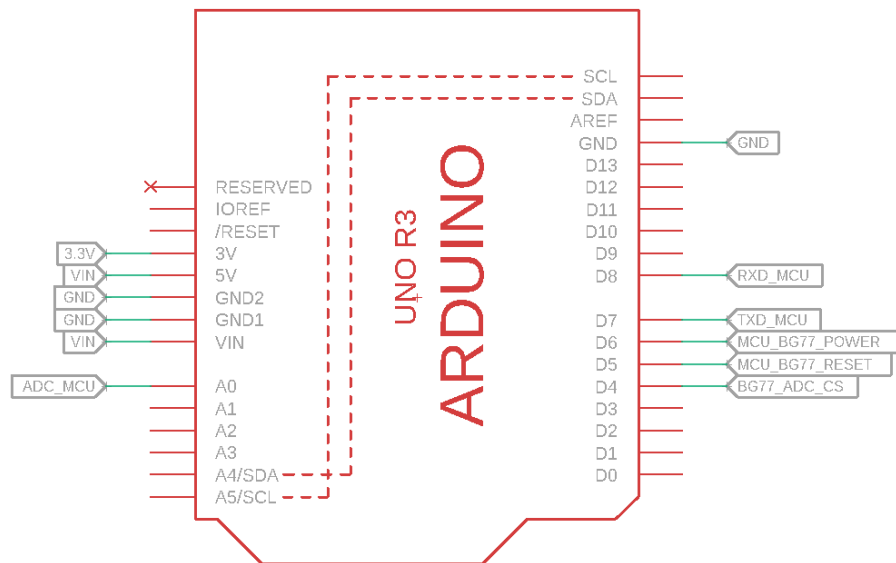 SCL
SDA
AREF
GND GND
D13
RESERVED D12
IOREF D11
/RESET D10
3.3V 3V D9
VIN 5V D8 RXD_MCU
GND GND2
GND GND1 D7 TXD_MCU
VIN VIN D6 MCU_BG77_POWER
D5 MCU_BG77_RESET
ADC_MCU A0 D4 BG77_ADC_CS
A1 D3
A2 D2
A3 D1
A4/SDA D0
A5/SCL
UNO R3
ARDUINO